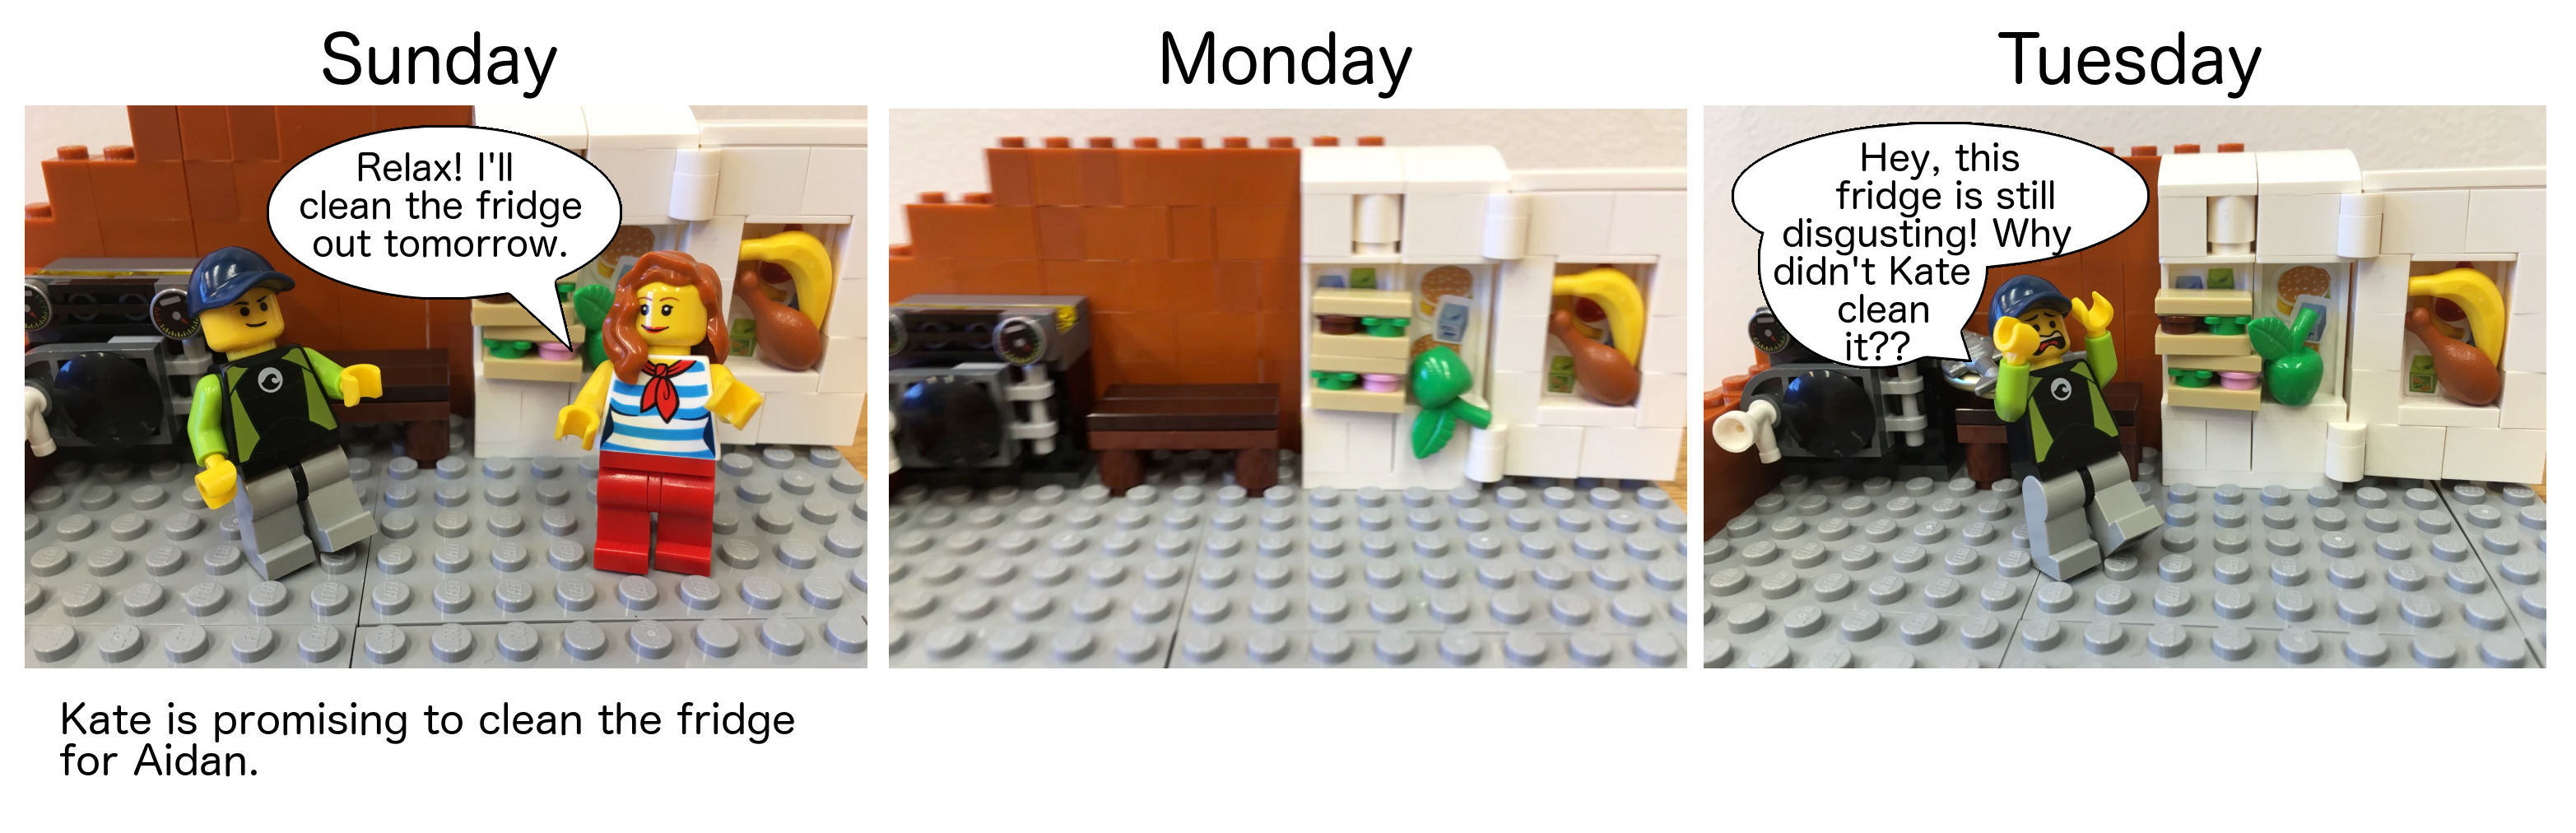 Sunday
Monday
Tuesday
Relax! I'll
clean the fridge
out tomorrow.
Hey, this
fridge is still
disgusting! Why
didn't Kate
clean
it??
Kate is promising to clean the fridge
for Aidan.